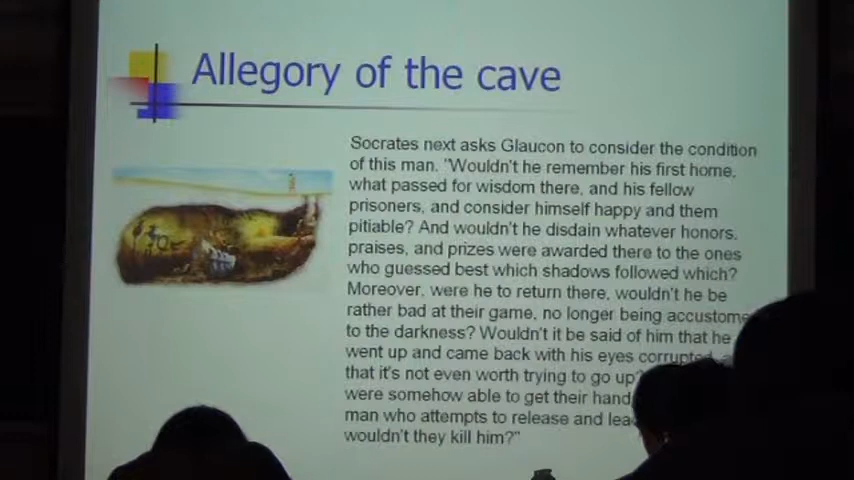 Allegory of the cave
Socrates next asks Glaucon to consider the condition
of this man. "Wouldn't he remember his first home,
what passed for wisdom there, and his fellow
prisoners, and consider himself happy and them
pitiable? And wouldn't he disdain whatever honors,
praises, and prizes were awarded there to the ones
who guessed best which shadows followed which?
Moreover, were he to return there, wouldn't he be
rather bad at their game, no longer being accustome
to the darkness? Wouldn't it be said of him that he
went up and came back with his eyes corrupted,
that it's not even worth trying to go up?
were somehow able to get their hand
man who attempts to release and lea
wouldn't they kill him?"